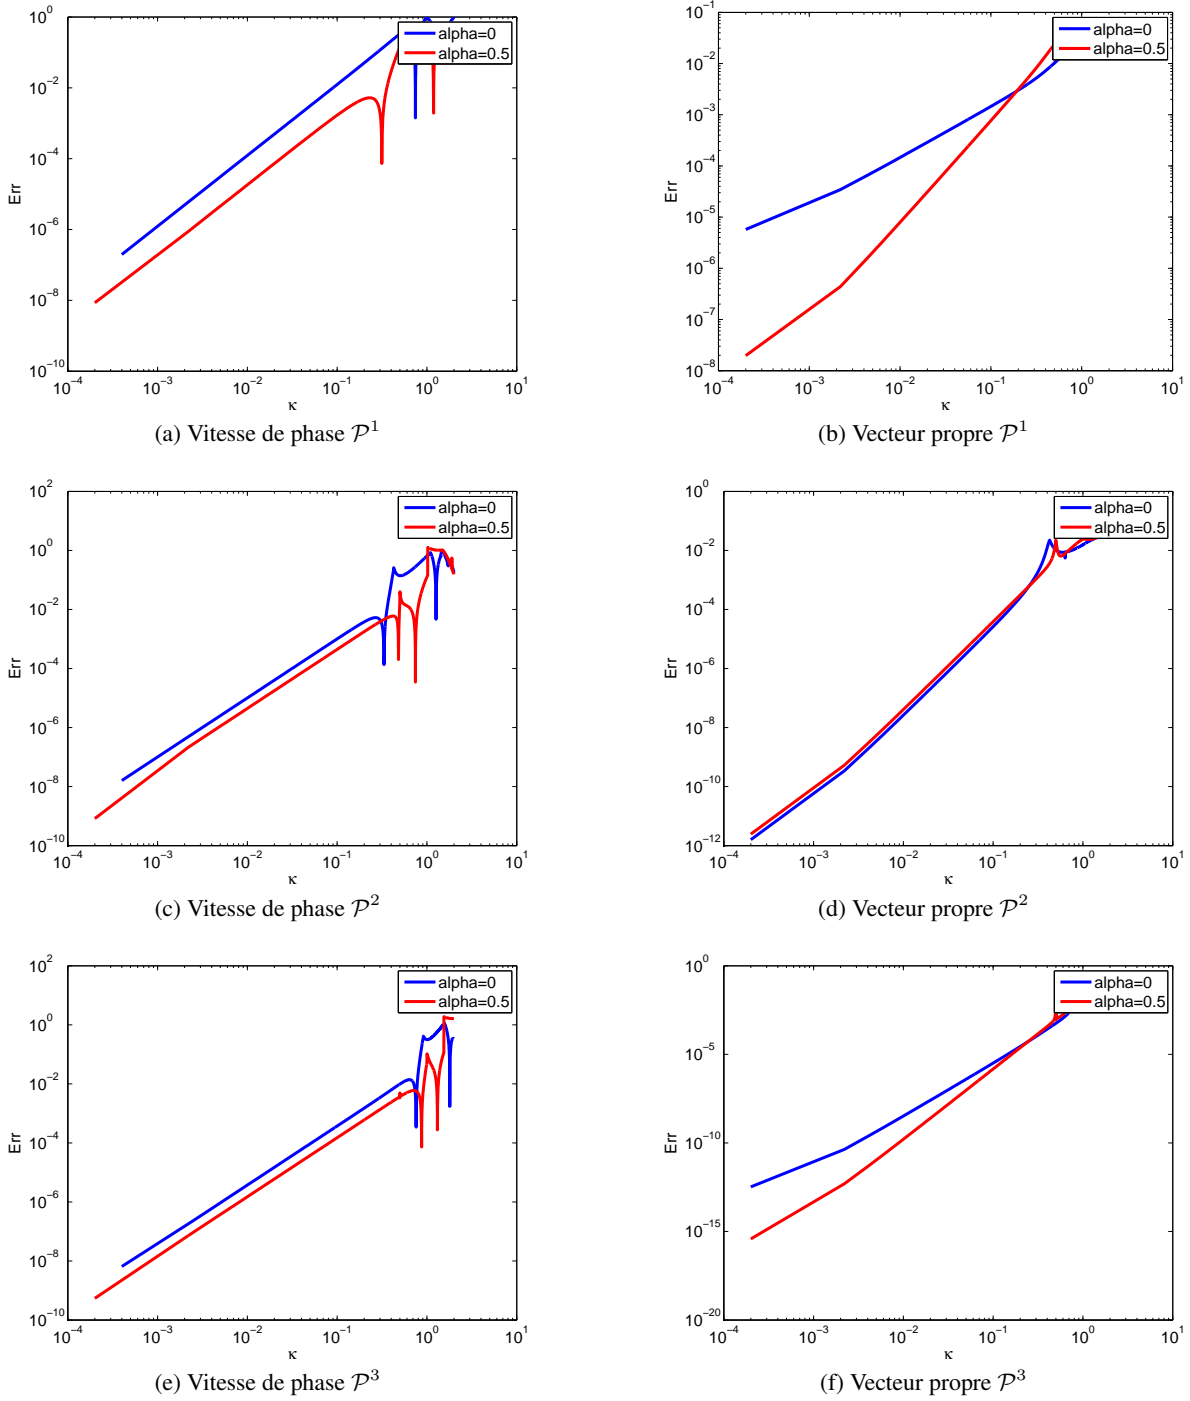 10^0
10^−2
10^−4
10^−6
10^−8
10^−10
Err
alpha=0
alpha=0.5
10^−4 10^−3 10^−2 10^−1 10^0 10^1
κ
(a) Vitesse de phase 𝒫^1
10^−1
10^−2
10^−3
10^−4
10^−5
10^−6
10^−7
10^−8
Err
alpha=0
alpha=0.5
10^−4 10^−3 10^−2 10^−1 10^0 10^1
κ
(b) Vecteur propre 𝒫^1
10^2
10^0
10^−2
10^−4
10^−6
10^−8
10^−10
Err
alpha=0
alpha=0.5
10^−4 10^−3 10^−2 10^−1 10^0 10^1
κ
(c) Vitesse de phase 𝒫^2
10^0
10^−2
10^−4
10^−6
10^−8
10^−10
10^−12
Err
alpha=0
alpha=0.5
10^−4 10^−3 10^−2 10^−1 10^0 10^1
κ
(d) Vecteur propre 𝒫^2
10^2
10^0
10^−2
10^−4
10^−6
10^−8
10^−10
Err
alpha=0
alpha=0.5
10^−4 10^−3 10^−2 10^−1 10^0 10^1
κ
(e) Vitesse de phase 𝒫^3
10^0
10^−5
10^−10
10^−15
10^−20
Err
alpha=0
alpha=0.5
10^−4 10^−3 10^−2 10^−1 10^0 10^1
κ
(f) Vecteur propre 𝒫^3